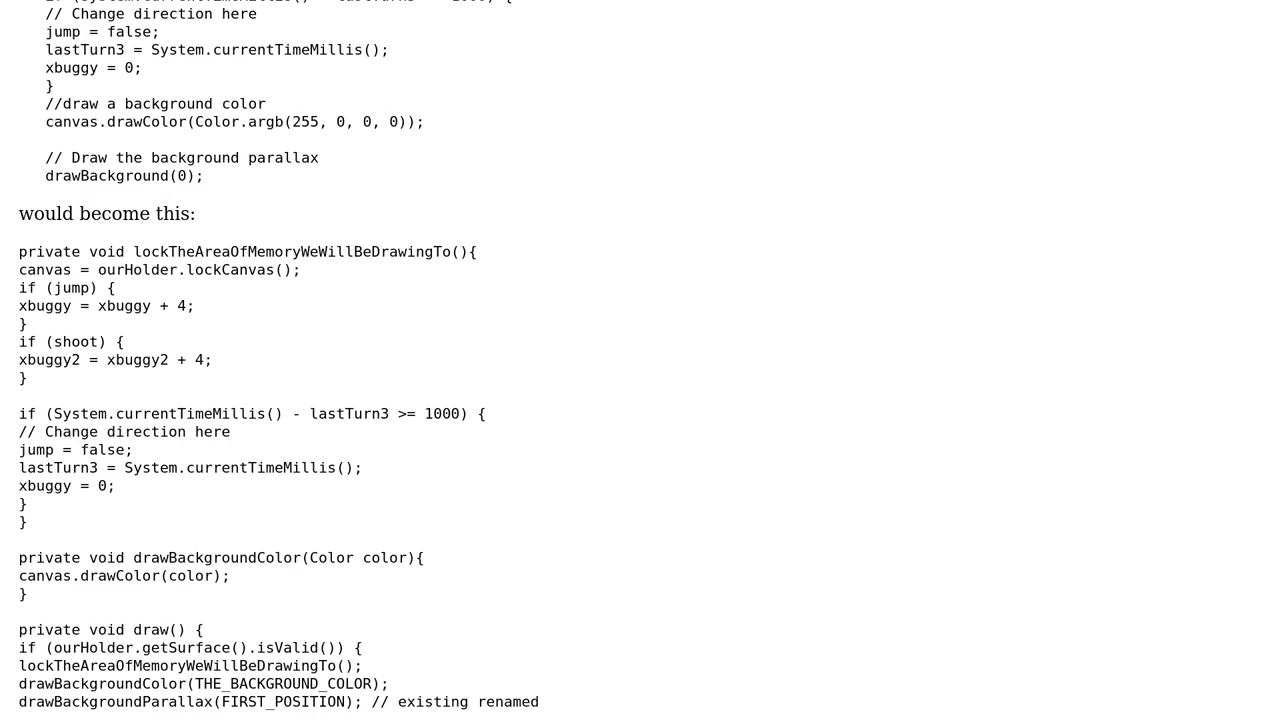 // Change direction here
jump = false;
lastTurn3 = System.currentTimeMillis();
xbuggy = 0;
}
//draw a background color
canvas.drawColor(Color.argb(255, 0, 0, 0));
// Draw the background parallax
drawBackground(0);
would become this:
private void lockTheAreaOfMemoryWeWillBeDrawingTo(){
canvas = ourHolder.lockCanvas();
if (jump) {
xbuggy = xbuggy + 4;
}
if (shoot) {
xbuggy2 = xbuggy2 + 4;
}
if (System.currentTimeMillis() - lastTurn3 >= 1000) {
// Change direction here
jump = false;
lastTurn3 = System.currentTimeMillis();
xbuggy = 0;
}
}
private void drawBackgroundColor(Color color){
canvas.drawColor(color);
}
private void draw() {
if (ourHolder.getSurface().isValid()) {
lockTheAreaOfMemoryWeWillBeDrawingTo();
drawBackgroundColor(THE_BACKGROUND_COLOR);
drawBackgroundParallax(FIRST_POSITION); // existing renamed